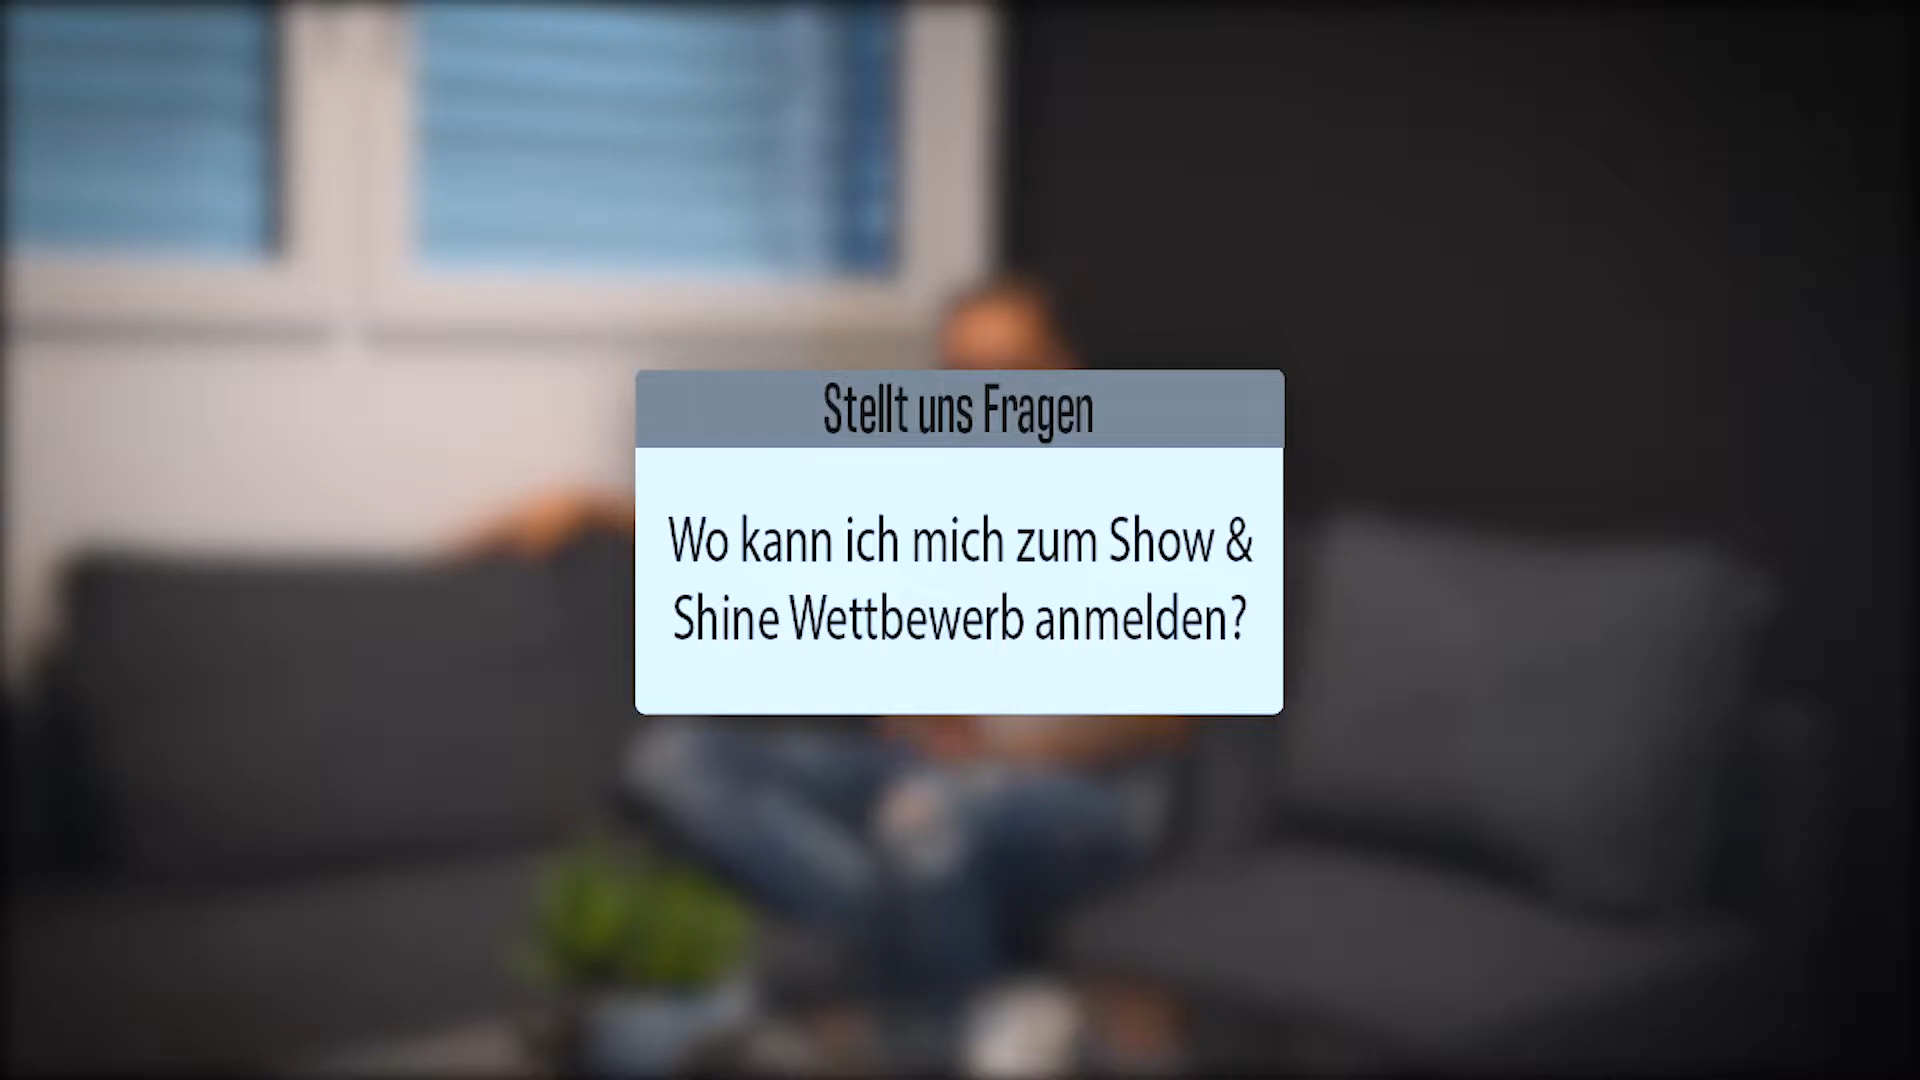 Stellt uns Fragen
Wo kann ich mich zum Show &
Shine Wettbewerb anmelden?